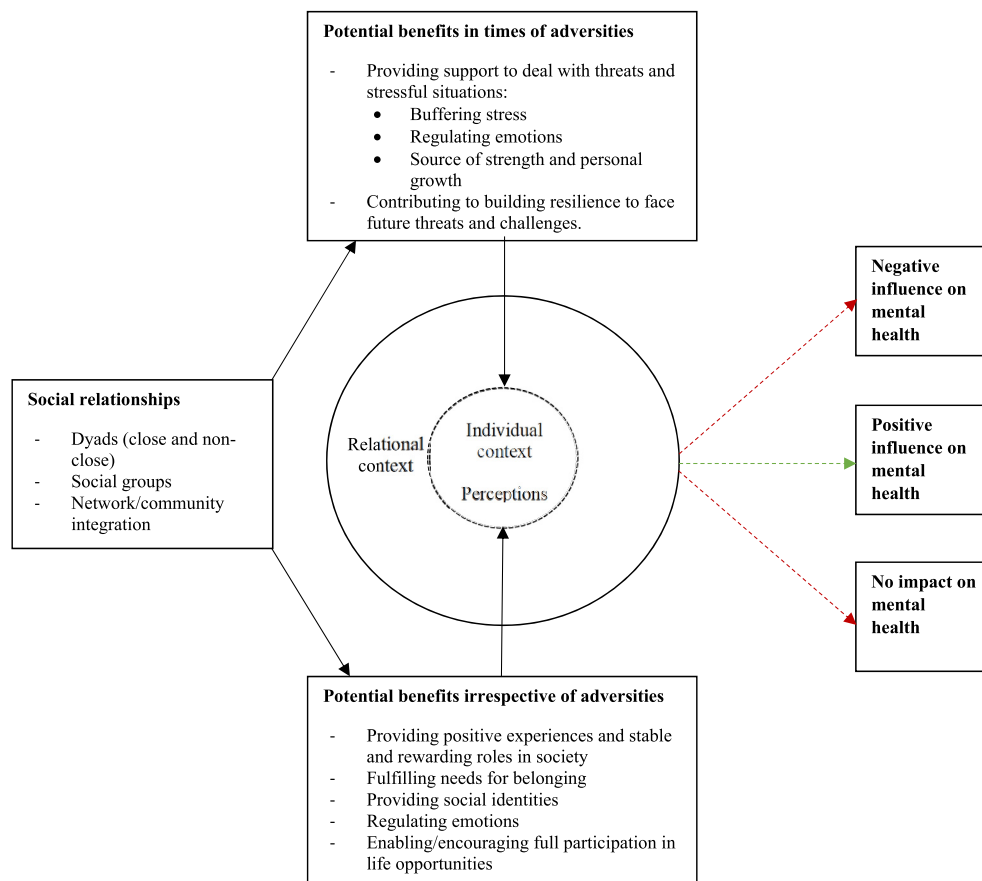 Potential benefits in times of adversities
- Providing support to deal with threats and
stressful situations:
● Buffering stress
● Regulating emotions
● Source of strength and personal
growth
- Contributing to building resilience to face
future threats and challenges.
Social relationships
- Dyads (close and non-
close)
- Social groups
- Network/community
integration
Relational
context
Individual
context
Perceptions
Negative
influence on
mental
health
Positive
influence on
mental
health
No impact on
mental
health
Potential benefits irrespective of adversities
- Providing positive experiences and stable
and rewarding roles in society
- Fulfilling needs for belonging
- Providing social identities
- Regulating emotions
- Enabling/encouraging full participation in
life opportunities